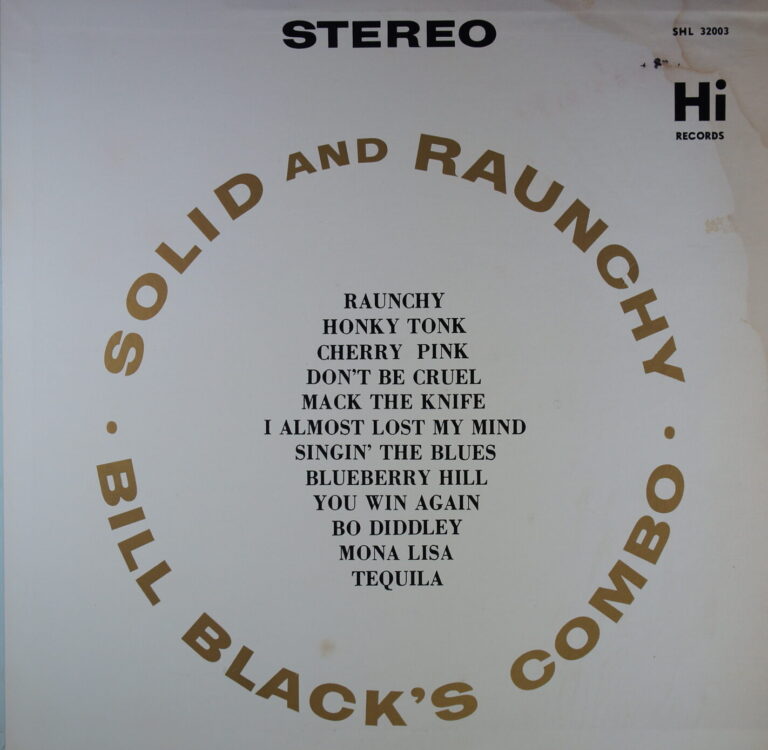 STEREO
SHL 32003
Hi
RECORDS
SOLID AND RAUNCHY
RAUNCHY
HONKY TONK
CHERRY PINK
DON'T BE CRUEL
MACK THE KNIFE
I ALMOST LOST MY MIND
SINGIN' THE BLUES
BLUEBERRY HILL
YOU WIN AGAIN
BO DIDDLEY
MONA LISA
TEQUILA
· BILL BLACK'S COMBO ·